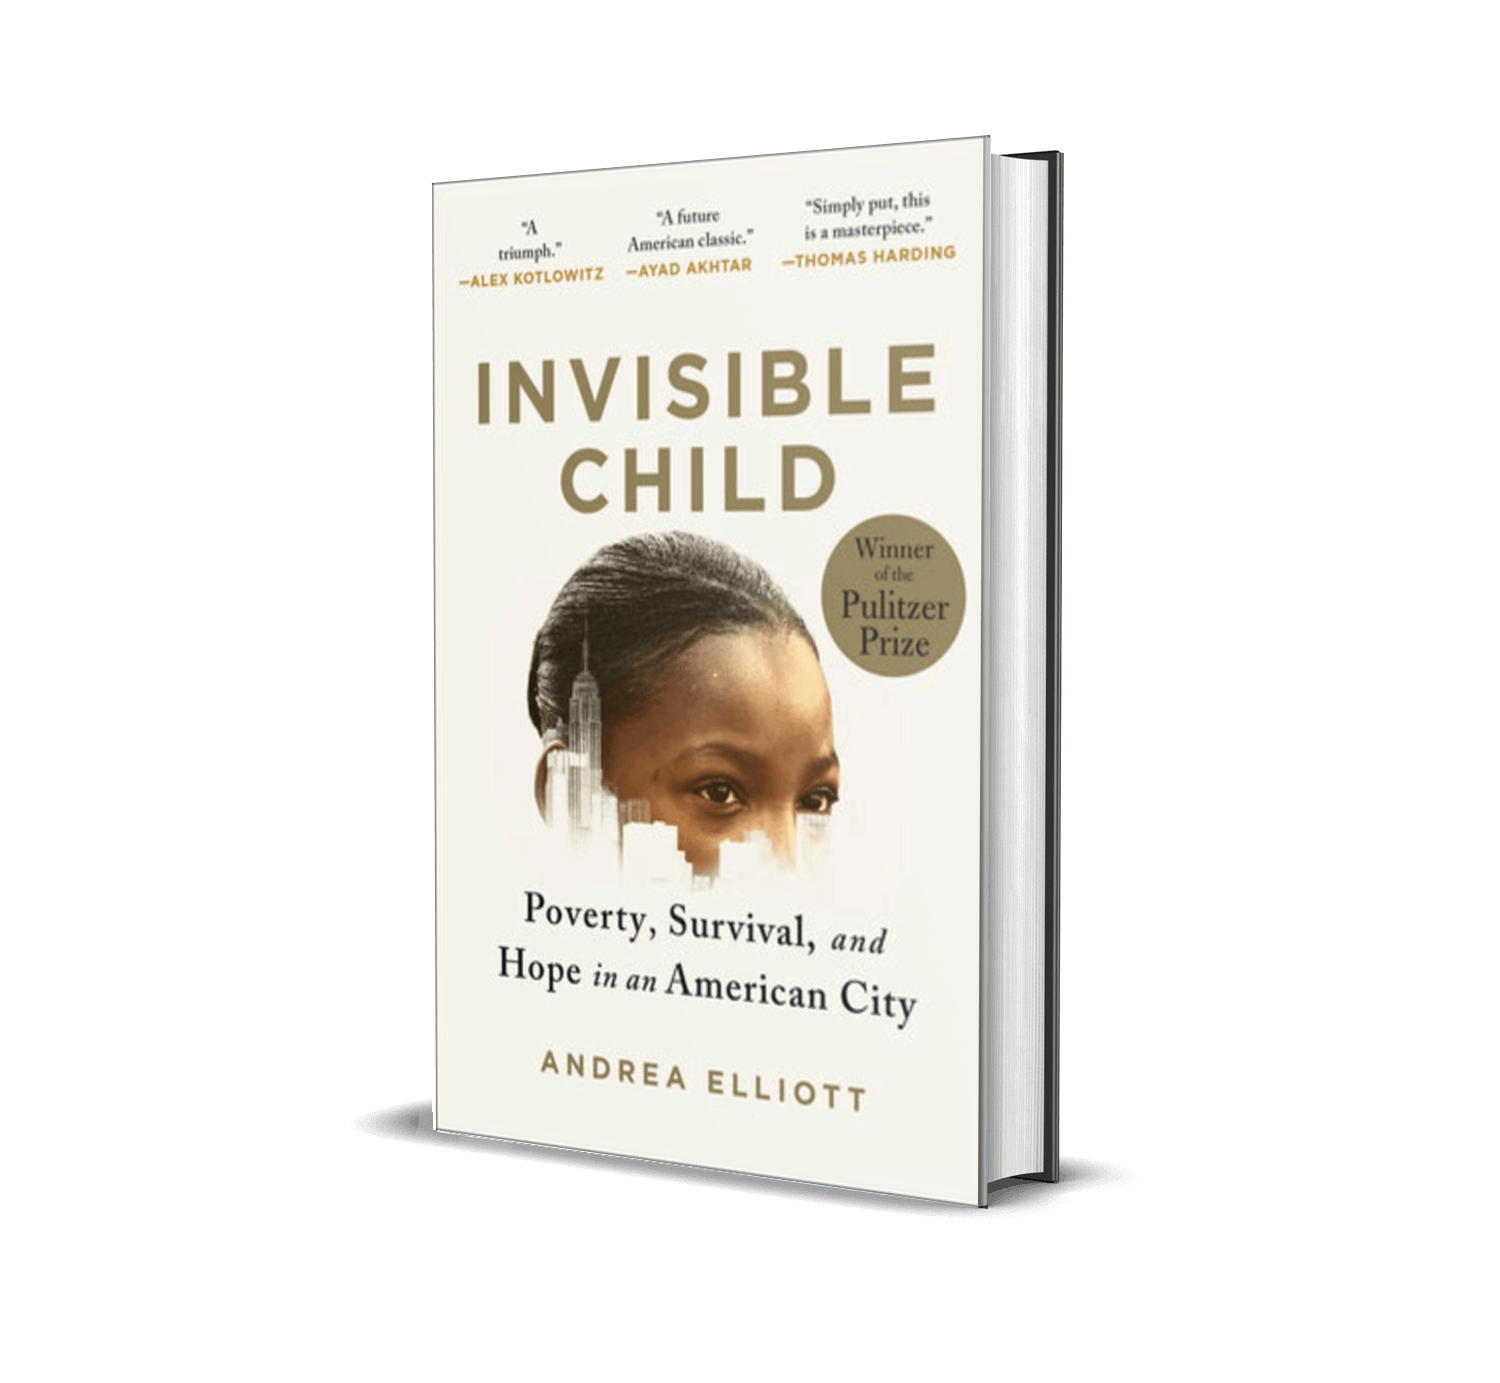 “A
triumph.”
—ALEX KOTLOWITZ
“A future
American classic.”
—AYAD AKHTAR
“Simply put, this
is a masterpiece.”
—THOMAS HARDING
INVISIBLE
CHILD
Winner
of the
Pulitzer
Prize
Poverty, Survival, and
Hope in an American City
ANDREA ELLIOTT